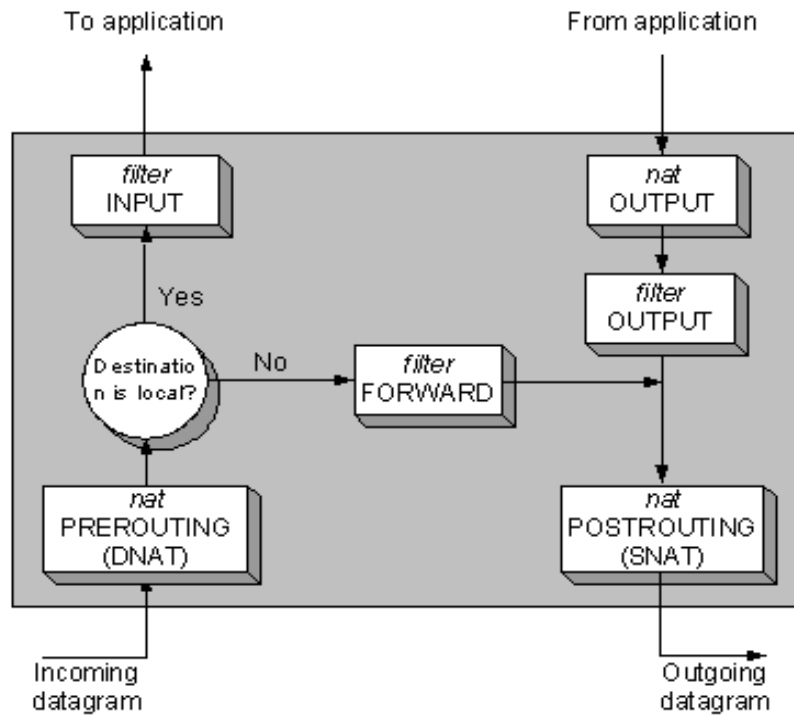 To application
From application
filter
INPUT
nat
OUTPUT
Yes
filter
OUTPUT
Destinatio
n is local?
No
filter
FORWARD
nat
PREROUTING
(DNAT)
nat
POSTROUTING
(SNAT)
Incoming
datagram
Outgoing
datagram